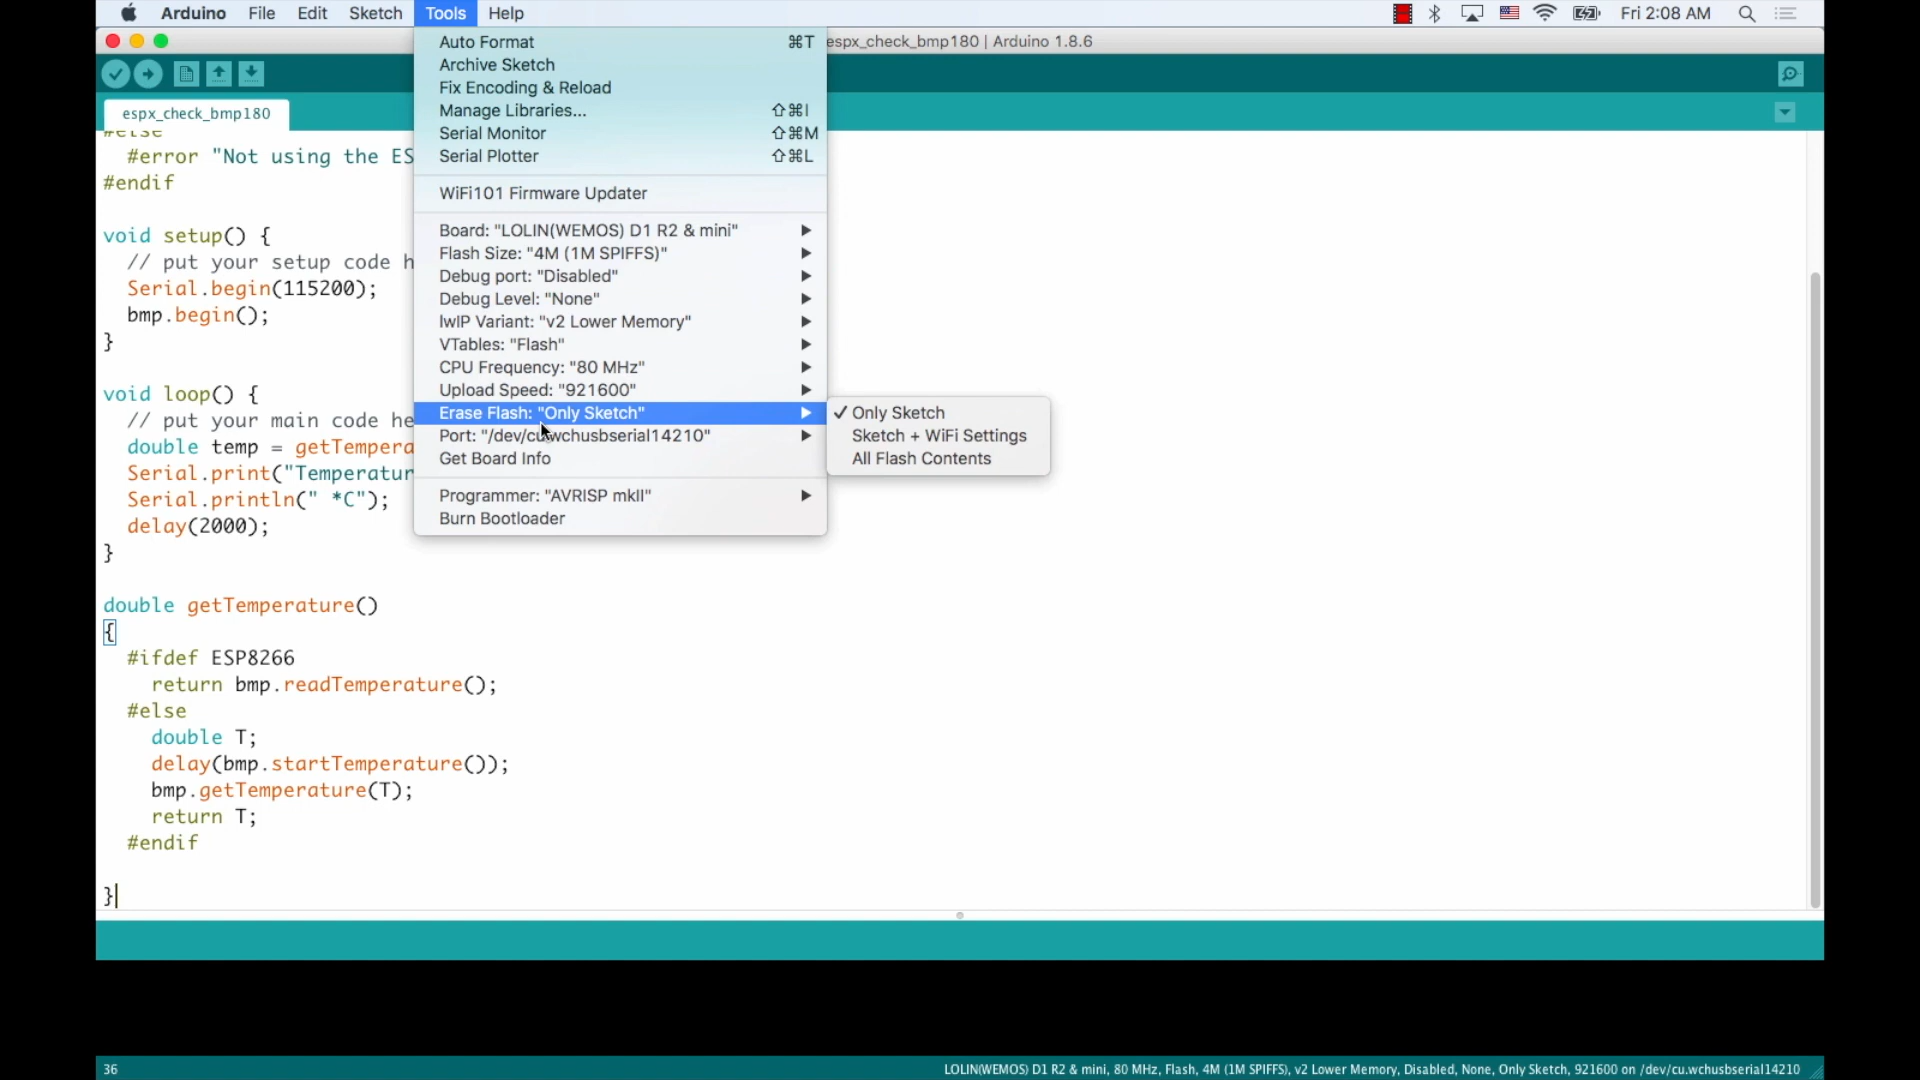 Arduino File Edit Sketch Tools Help Fri 2:08 AM
espx_check_bmp180 | Arduino 1.8.6
espx_check_bmp180
Auto Format ⌘T
Archive Sketch
Fix Encoding & Reload
Manage Libraries... ⇧⌘I
Serial Monitor ⇧⌘M
Serial Plotter ⇧⌘L
WiFi101 Firmware Updater
Board: "LOLIN(WEMOS) D1 R2 & mini"
Flash Size: "4M (1M SPIFFS)"
Debug port: "Disabled"
Debug Level: "None"
lwIP Variant: "v2 Lower Memory"
VTables: "Flash"
CPU Frequency: "80 MHz"
Upload Speed: "921600"
Erase Flash: "Only Sketch"
Port: "/dev/cu.wchusbserial14210"
Get Board Info
Programmer: "AVRISP mkII"
Burn Bootloader
✓ Only Sketch
Sketch + WiFi Settings
All Flash Contents
#else
#error "Not using the ES
#endif
void setup() {
// put your setup code h
Serial.begin(115200);
bmp.begin();
}
void loop() {
// put your main code he
double temp = getTempera
Serial.print("Temperatur
Serial.println(" *C");
delay(2000);
}
double getTemperature()
{
#ifdef ESP8266
return bmp.readTemperature();
#else
double T;
delay(bmp.startTemperature());
bmp.getTemperature(T);
return T;
#endif
}
36 LOLIN(WEMOS) D1 R2 & mini, 80 MHz, Flash, 4M (1M SPIFFS), v2 Lower Memory, Disabled, None, Only Sketch, 921600 on /dev/cu.wchusbserial14210